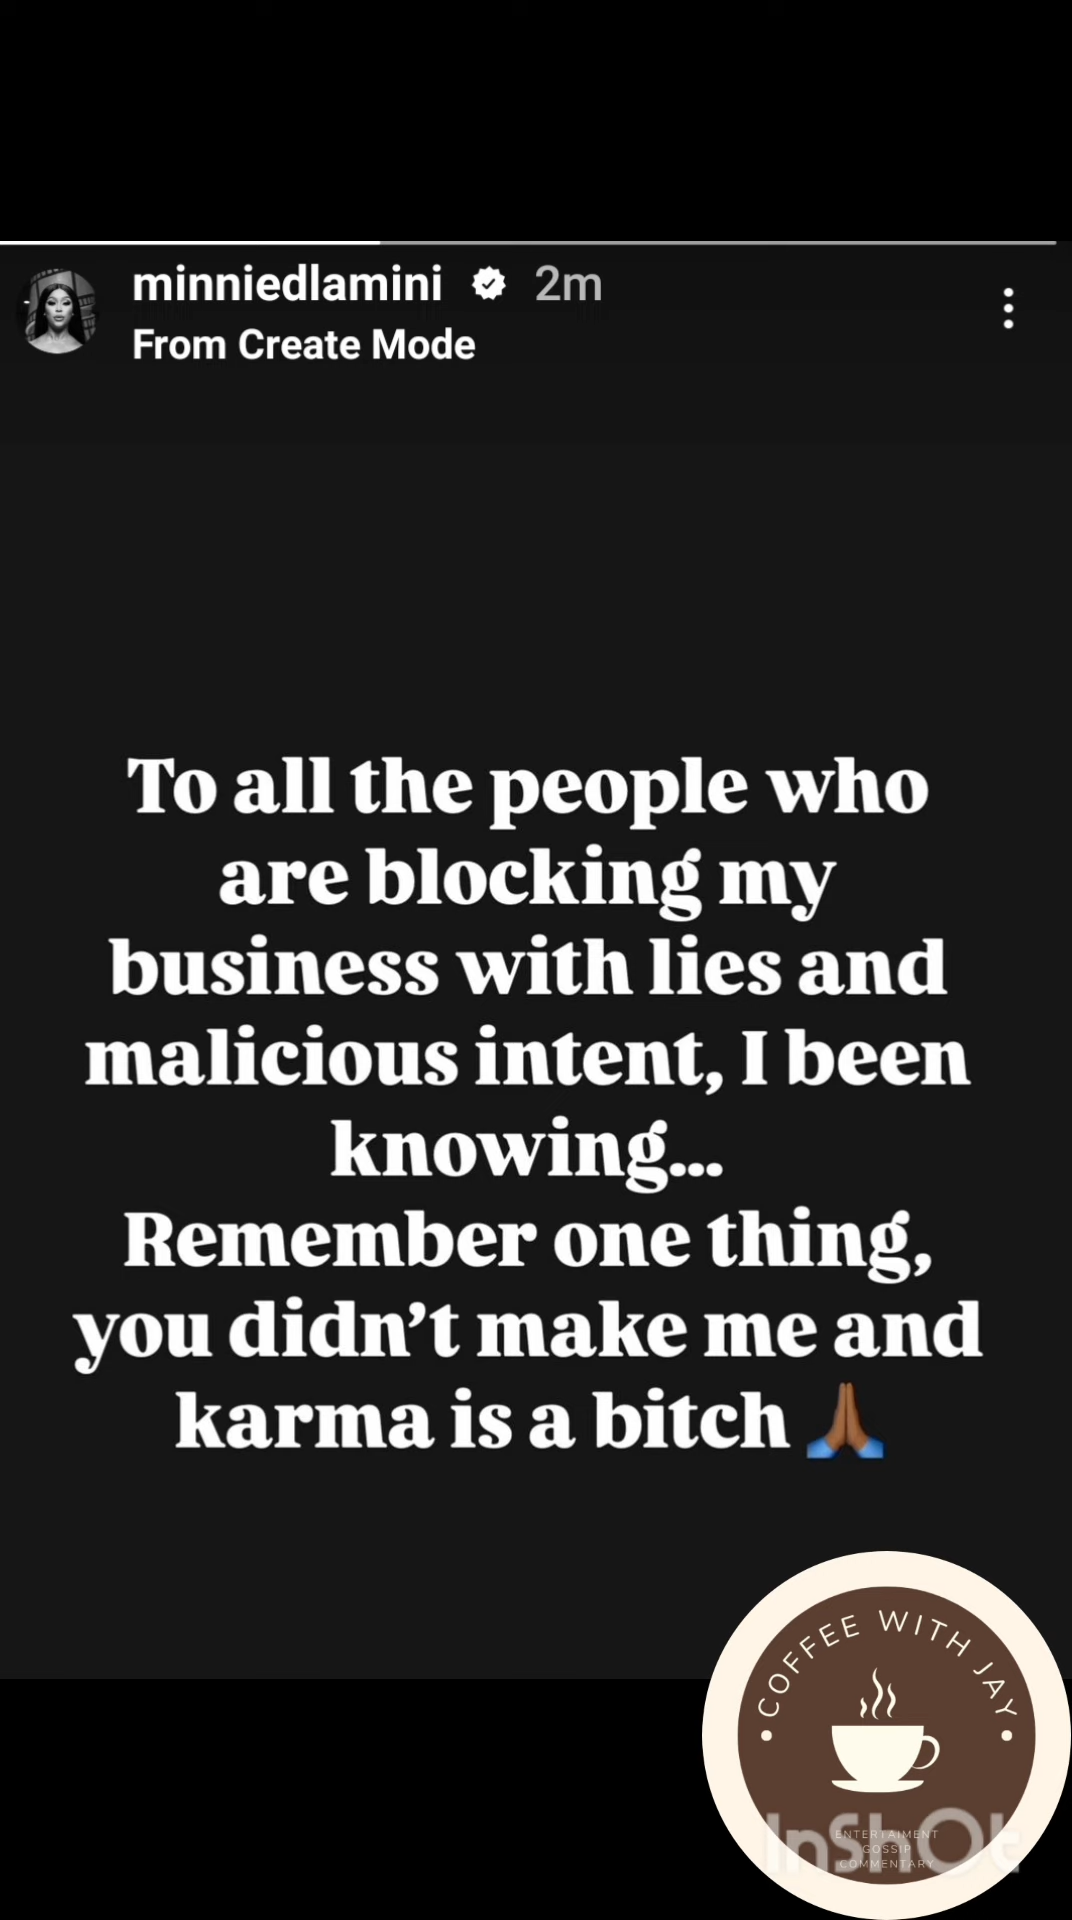 minniedlamini 2m
From Create Mode
To all the people who
are blocking my
business with lies and
malicious intent, I been
knowing...
Remember one thing,
you didn’t make me and
karma is a bitch 🙏🏾
COFFEE WITH JAY
InShOt
ENTERTAIMENT
GOSSIP
COMMENTARY